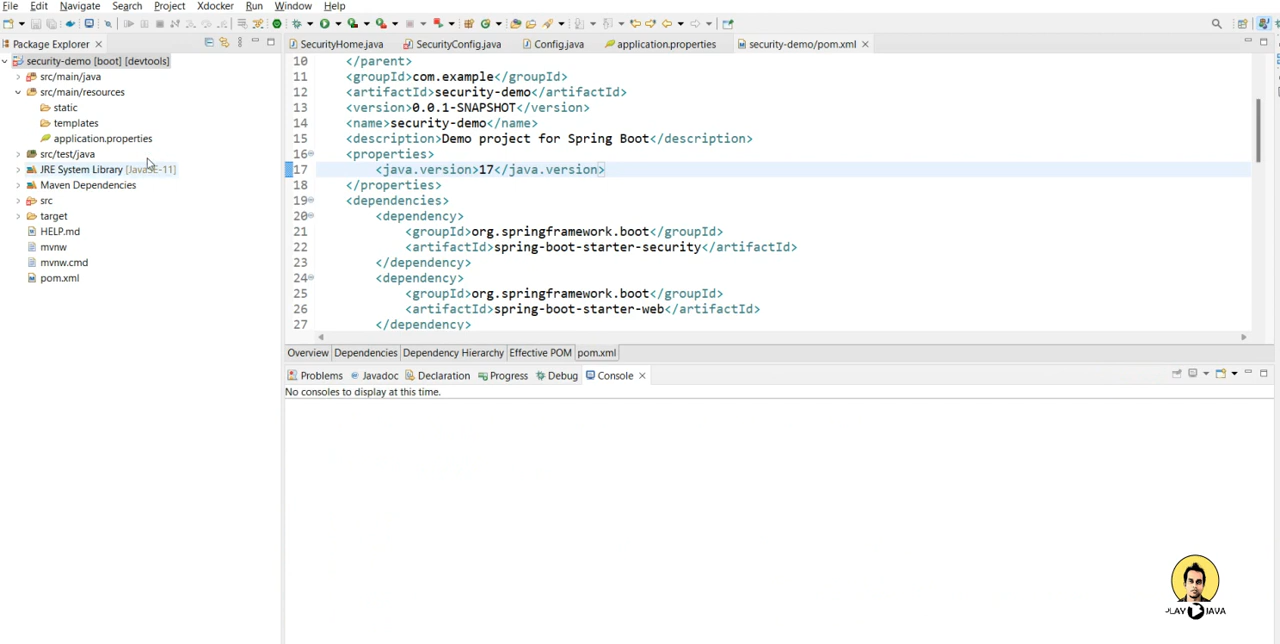 File Edit Navigate Search Project Xdocker Run Window Help
Package Explorer
security-demo [boot] [devtools]
src/main/java
src/main/resources
static
templates
application.properties
src/test/java
JRE System Library [JavaSE-11]
Maven Dependencies
src
target
HELP.md
mvnw
mvnw.cmd
pom.xml
SecurityHome.java SecurityConfig.java Config.java application.properties security-demo/pom.xml
10 </parent>
11 <groupId>com.example</groupId>
12 <artifactId>security-demo</artifactId>
13 <version>0.0.1-SNAPSHOT</version>
14 <name>security-demo</name>
15 <description>Demo project for Spring Boot</description>
16 <properties>
17 <java.version>17</java.version>
18 </properties>
19 <dependencies>
20 <dependency>
21 <groupId>org.springframework.boot</groupId>
22 <artifactId>spring-boot-starter-security</artifactId>
23 </dependency>
24 <dependency>
25 <groupId>org.springframework.boot</groupId>
26 <artifactId>spring-boot-starter-web</artifactId>
27 </dependency>
Overview Dependencies Dependency Hierarchy Effective POM pom.xml
Problems Javadoc Declaration Progress Debug Console
No consoles to display at this time.
PLAY JAVA